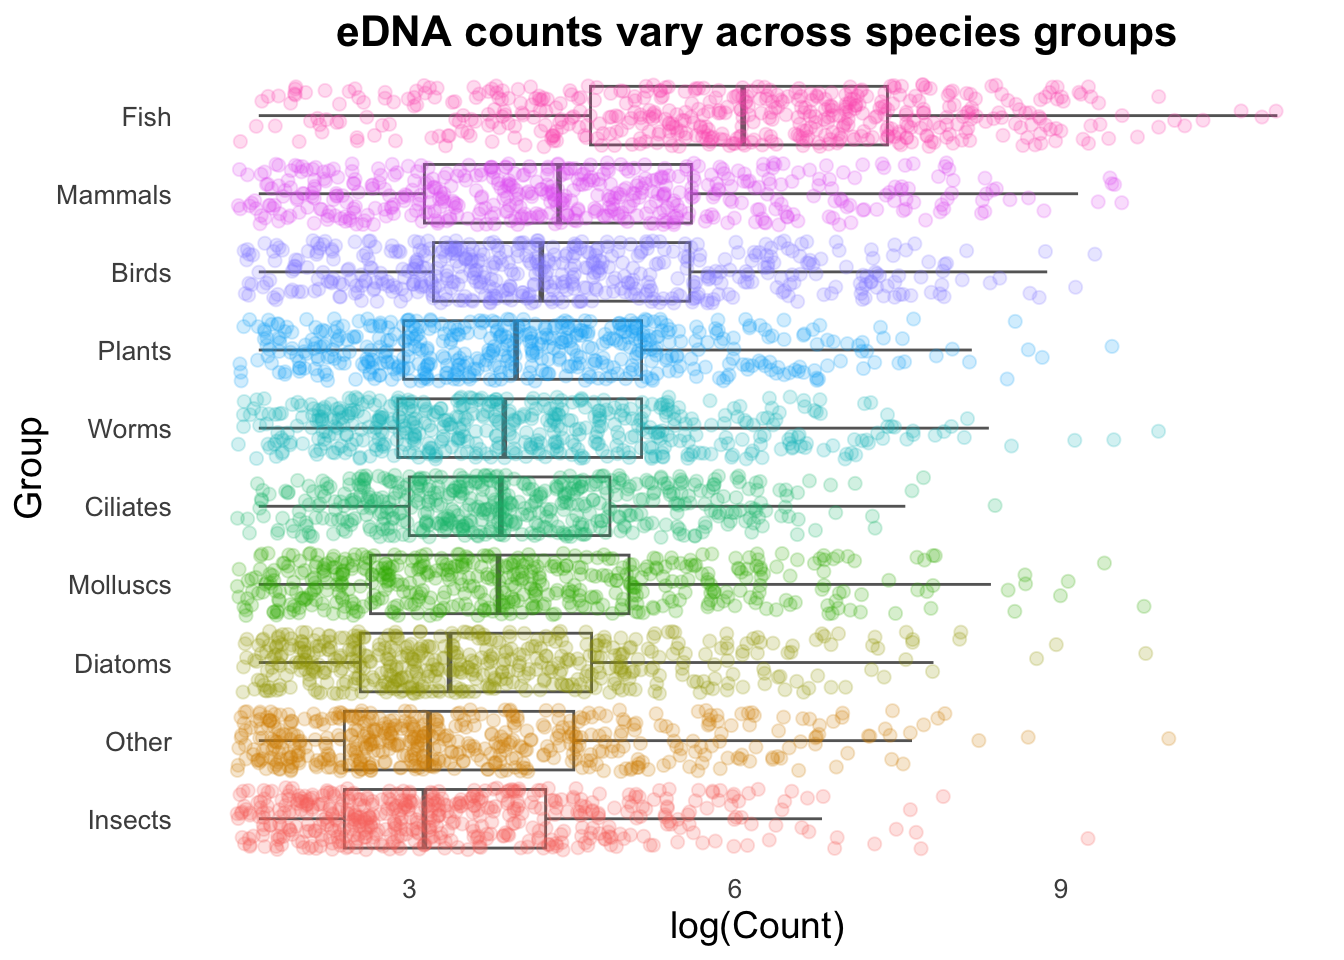 eDNA counts vary across species groups
Fish
Mammals
Birds
Plants
Worms
Ciliates
Molluscs
Diatoms
Other
Insects
Group
3 6 9
log(Count)